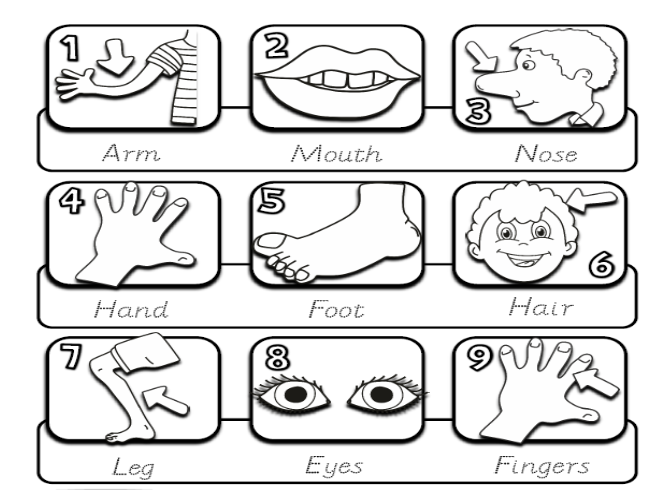 1 2 3
Arm Mouth Nose
4 5 6
Hand Foot Hair
7 8 9
Leg Eyes Fingers